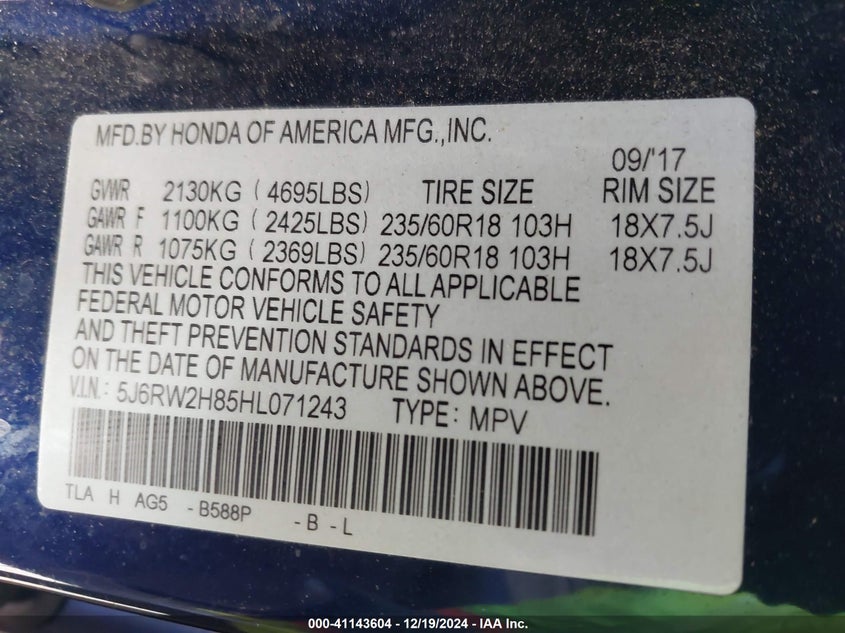 MFD.BY HONDA OF AMERICA MFG.,INC.
09/'17
GVWR 2130KG (4695LBS) TIRE SIZE RIM SIZE
GAWR F 1100KG (2425LBS) 235/60R18 103H 18X7.5J
GAWR R 1075KG (2369LBS) 235/60R18 103H 18X7.5J
THIS VEHICLE CONFORMS TO ALL APPLICABLE
FEDERAL MOTOR VEHICLE SAFETY
AND THEFT PREVENTION STANDARDS IN EFFECT
ON THE DATE OF MANUFACTURE SHOWN ABOVE.
V.I.N.: 5J6RW2H85HL071243 TYPE: MPV
TLA H AG5 - B588P - B - L
000-41143604 - 12/19/2024 - IAA Inc.